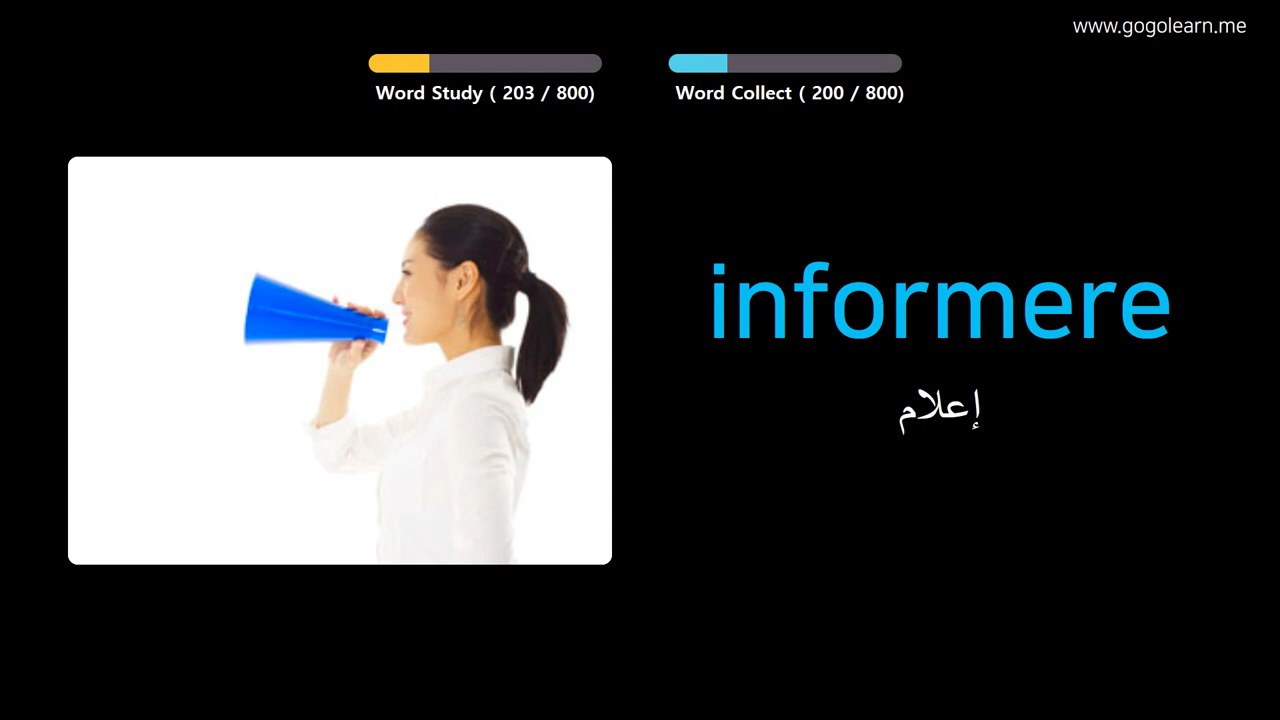 www.gogolearn.me
Word Study ( 203 / 800)
Word Collect ( 200 / 800)
informere
إعلام